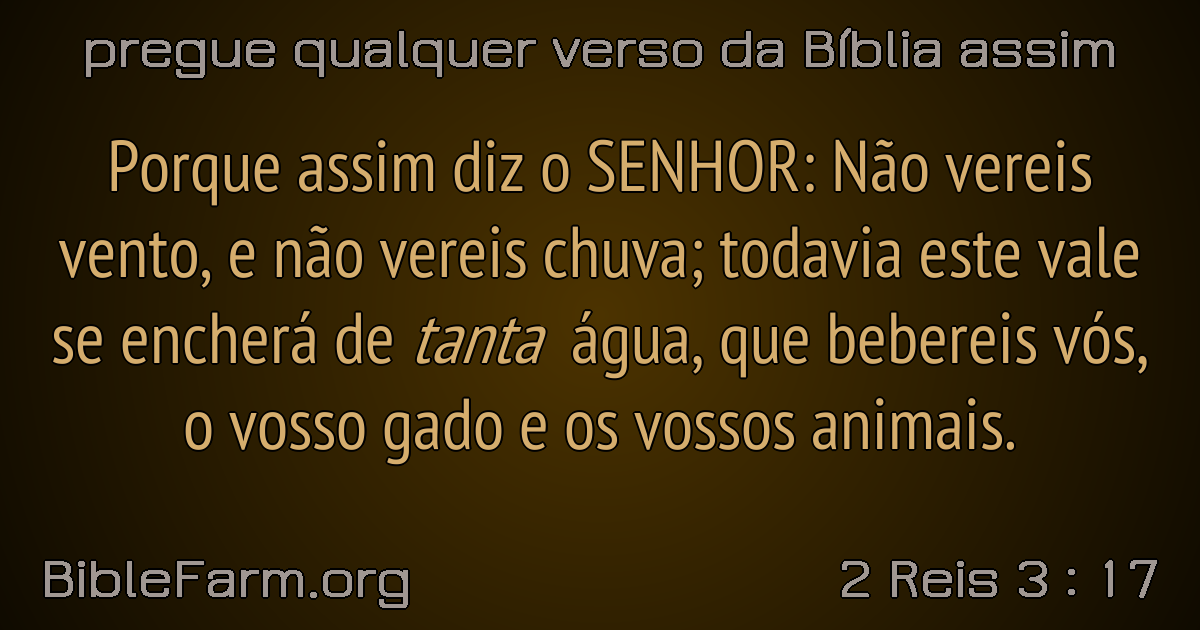 pregue qualquer verso da Bíblia assim
Porque assim diz o SENHOR: Não vereis
vento, e não vereis chuva; todavia este vale
se encherá de tanta água, que bebereis vós,
o vosso gado e os vossos animais.
BibleFarm.org
2 Reis 3 : 17